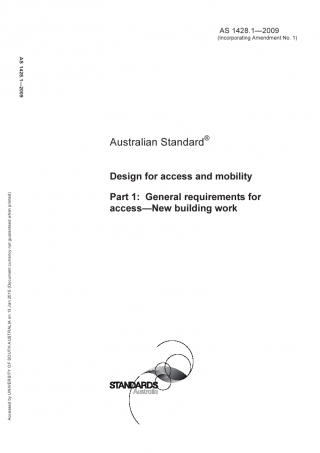 AS 1428.1—2009
(Incorporating Amendment No. 1)
AS 1428.1—2009
Australian Standard®
Design for access and mobility
Part 1: General requirements for
access—New building work
Accessed by UNIVERSITY OF SOUTH AUSTRALIA on 15 Jan 2015 (Document currency not guaranteed when printed)
STANDARDS
Australia